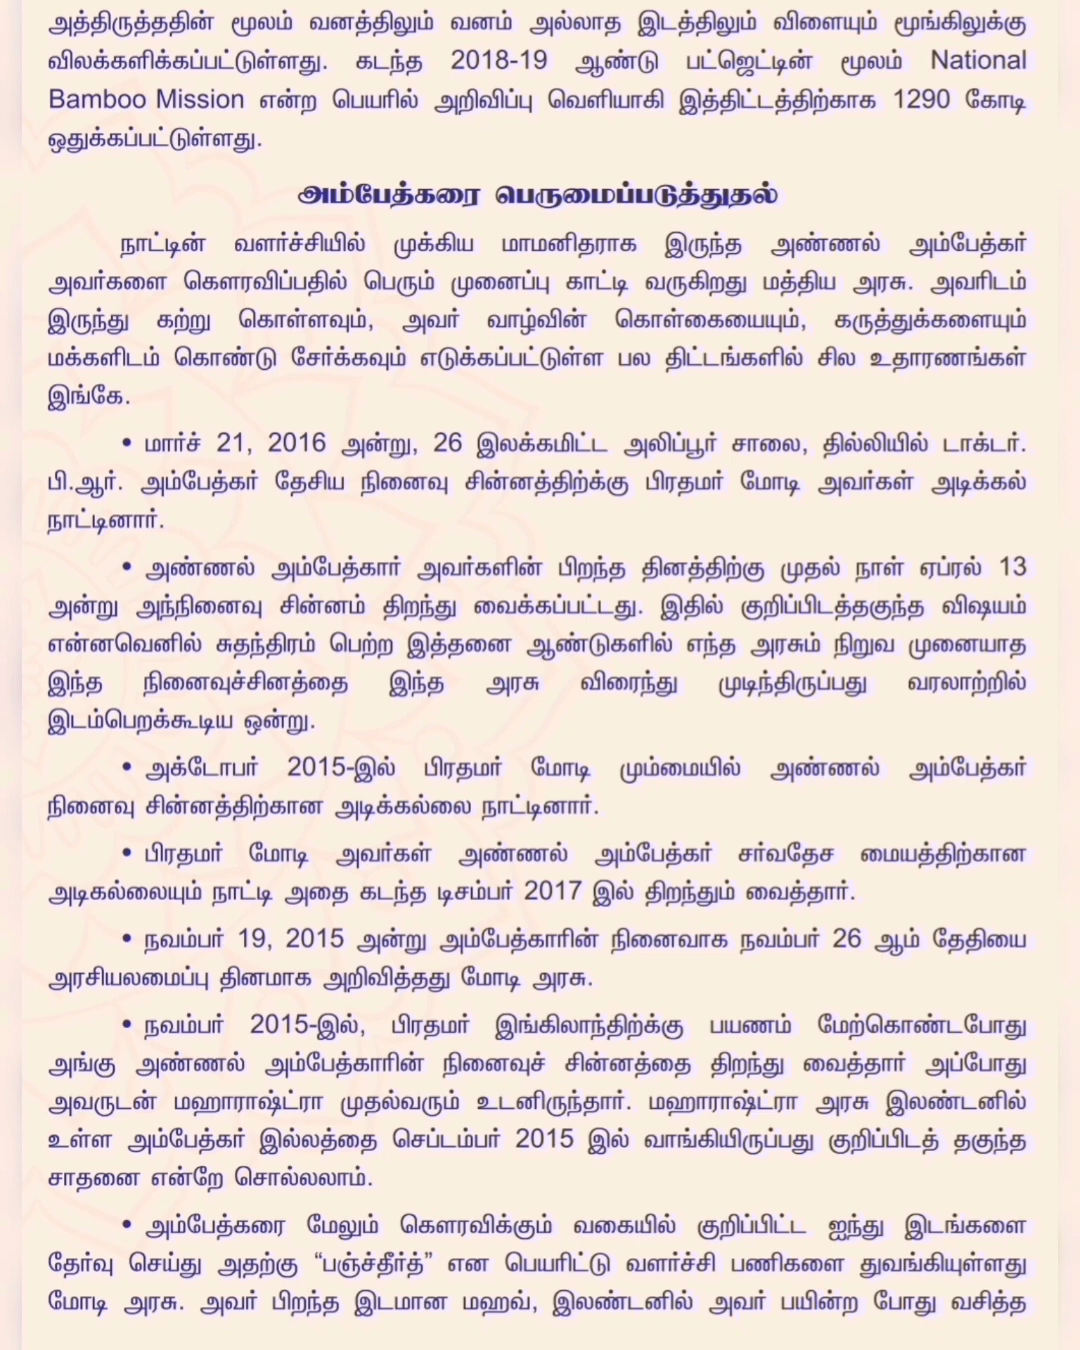 அத்திருத்ததின் மூலம் வனத்திலும் வனம் அல்லாத இடத்திலும் விளையும் மூங்கிலுக்கு
விலக்களிக்கப்பட்டுள்ளது. கடந்த 2018-19 ஆண்டு பட்ஜெட்டின் மூலம் National
Bamboo Mission என்ற பெயரில் அறிவிப்பு வெளியாகி இத்திட்டத்திற்காக 1290 கோடி
ஒதுக்கப்பட்டுள்ளது.
அம்பேத்கரை பெருமைப்படுத்துதல்
நாட்டின் வளர்ச்சியில் முக்கிய மாமனிதராக இருந்த அண்ணல் அம்பேத்கர்
அவர்களை கௌரவிப்பதில் பெரும் முனைப்பு காட்டி வருகிறது மத்திய அரசு. அவரிடம்
இருந்து கற்று கொள்ளவும், அவர் வாழ்வின் கொள்கையையும், கருத்துக்களையும்
மக்களிடம் கொண்டு சேர்க்கவும் எடுக்கப்பட்டுள்ள பல திட்டங்களில் சில உதாரணங்கள்
இங்கே.
• மார்ச் 21, 2016 அன்று, 26 இலக்கமிட்ட அலிப்பூர் சாலை, தில்லியில் டாக்டர்.
பி.ஆர். அம்பேத்கர் தேசிய நினைவு சின்னத்திற்க்கு பிரதமர் மோடி அவர்கள் அடிக்கல்
நாட்டினார்.
• அண்ணல் அம்பேத்கார் அவர்களின் பிறந்த தினத்திற்கு முதல் நாள் ஏப்ரல் 13
அன்று அந்நினைவு சின்னம் திறந்து வைக்கப்பட்டது. இதில் குறிப்பிடத்தகுந்த விஷயம்
என்னவெனில் சுதந்திரம் பெற்ற இத்தனை ஆண்டுகளில் எந்த அரசும் நிறுவ முனையாத
இந்த நினைவுச்சினத்தை இந்த அரசு விரைந்து முடிந்திருப்பது வரலாற்றில்
இடம்பெறக்கூடிய ஒன்று.
• அக்டோபர் 2015-இல் பிரதமர் மோடி மும்மையில் அண்ணல் அம்பேத்கர்
நினைவு சின்னத்திற்கான அடிக்கல்லை நாட்டினார்.
• பிரதமர் மோடி அவர்கள் அண்ணல் அம்பேத்கர் சர்வதேச மையத்திற்கான
அடிகல்லையும் நாட்டி அதை கடந்த டிசம்பர் 2017 இல் திறந்தும் வைத்தார்.
• நவம்பர் 19, 2015 அன்று அம்பேத்காரின் நினைவாக நவம்பர் 26 ஆம் தேதியை
அரசியலமைப்பு தினமாக அறிவித்தது மோடி அரசு.
• நவம்பர் 2015-இல், பிரதமர் இங்கிலாந்திற்க்கு பயணம் மேற்கொண்டபோது
அங்கு அண்ணல் அம்பேத்காரின் நினைவுச் சின்னத்தை திறந்து வைத்தார் அப்போது
அவருடன் மஹாராஷ்ட்ரா முதல்வரும் உடனிருந்தார். மஹாராஷ்ட்ரா அரசு இலண்டனில்
உள்ள அம்பேத்கர் இல்லத்தை செப்டம்பர் 2015 இல் வாங்கியிருப்பது குறிப்பிடத் தகுந்த
சாதனை என்றே சொல்லலாம்.
• அம்பேத்கரை மேலும் கௌரவிக்கும் வகையில் குறிப்பிட்ட ஐந்து இடங்களை
தேர்வு செய்து அதற்கு “பஞ்ச்தீர்த்” என பெயரிட்டு வளர்ச்சி பணிகளை துவங்கியுள்ளது
மோடி அரசு. அவர் பிறந்த இடமான மஹவ், இலண்டனில் அவர் பயின்ற போது வசித்த